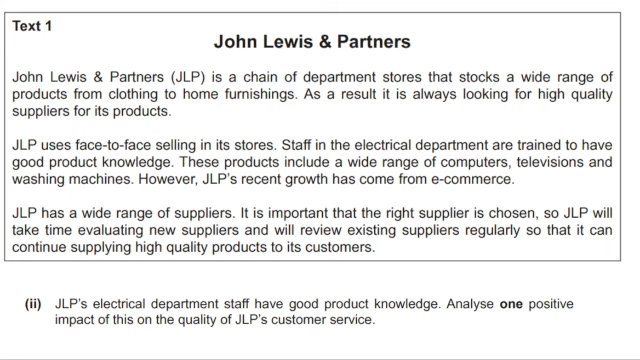 Text 1
John Lewis & Partners
John Lewis & Partners (JLP) is a chain of department stores that stocks a wide range of
products from clothing to home furnishings. As a result it is always looking for high quality
suppliers for its products.
JLP uses face-to-face selling in its stores. Staff in the electrical department are trained to have
good product knowledge. These products include a wide range of computers, televisions and
washing machines. However, JLP's recent growth has come from e-commerce.
JLP has a wide range of suppliers. It is important that the right supplier is chosen, so JLP will
take time evaluating new suppliers and will review existing suppliers regularly so that it can
continue supplying high quality products to its customers.
(ii) JLP's electrical department staff have good product knowledge. Analyse one positive
impact of this on the quality of JLP's customer service.